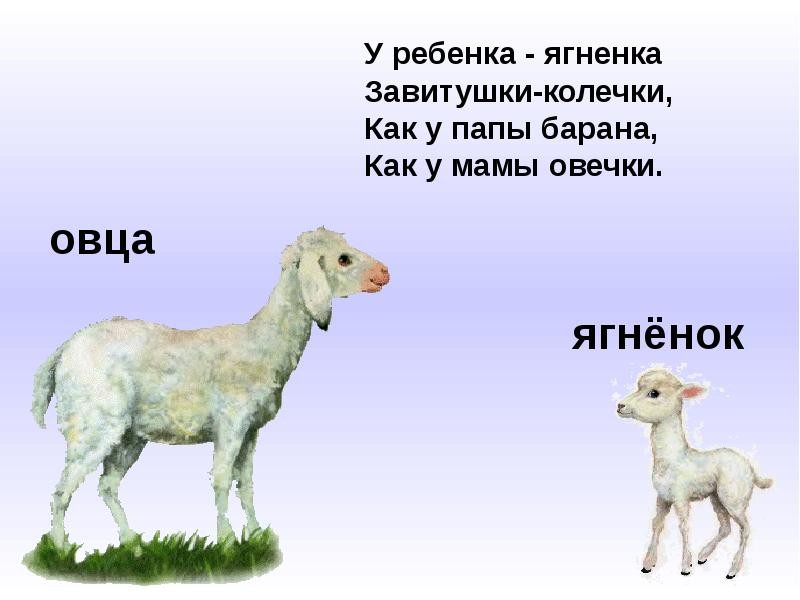 У ребенка - ягненка
Завитушки-колечки,
Как у папы барана,
Как у мамы овечки.
овца
ягнёнок